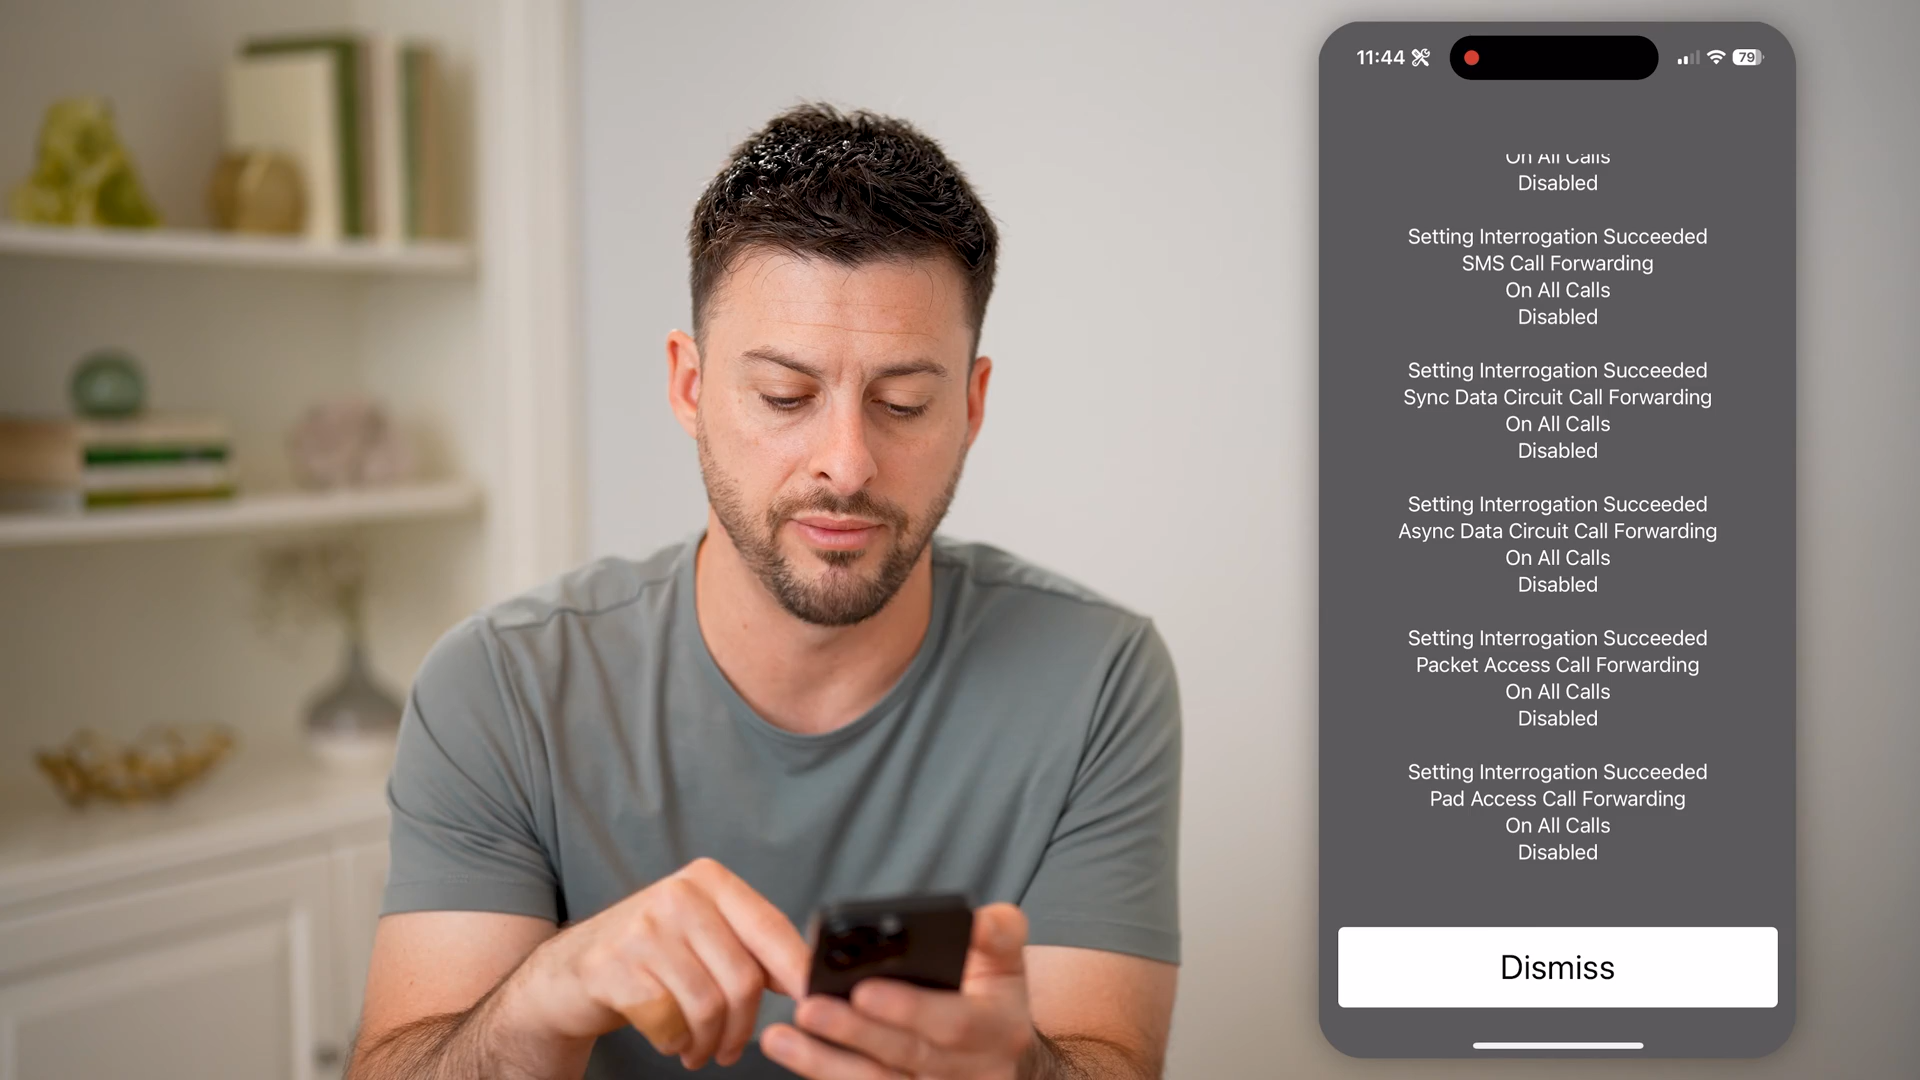 11:44
79
On All Calls
Disabled
Setting Interrogation Succeeded
SMS Call Forwarding
On All Calls
Disabled
Setting Interrogation Succeeded
Sync Data Circuit Call Forwarding
On All Calls
Disabled
Setting Interrogation Succeeded
Async Data Circuit Call Forwarding
On All Calls
Disabled
Setting Interrogation Succeeded
Packet Access Call Forwarding
On All Calls
Disabled
Setting Interrogation Succeeded
Pad Access Call Forwarding
On All Calls
Disabled
Dismiss